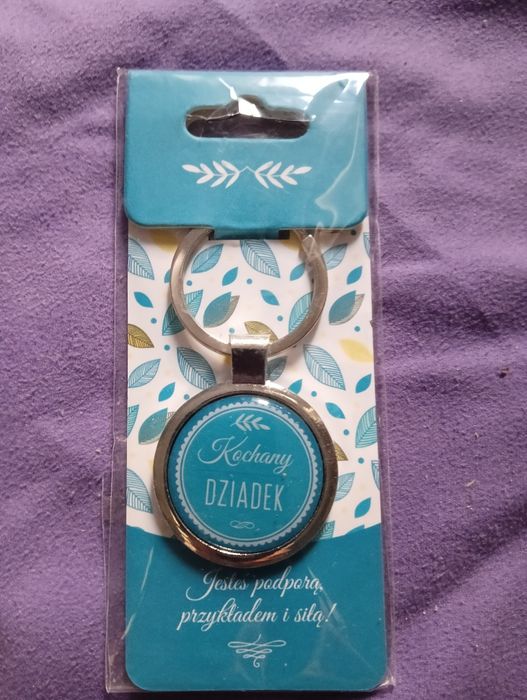 Kochany
DZIADEK
Jesteś podporą,
przykładem i siłą!